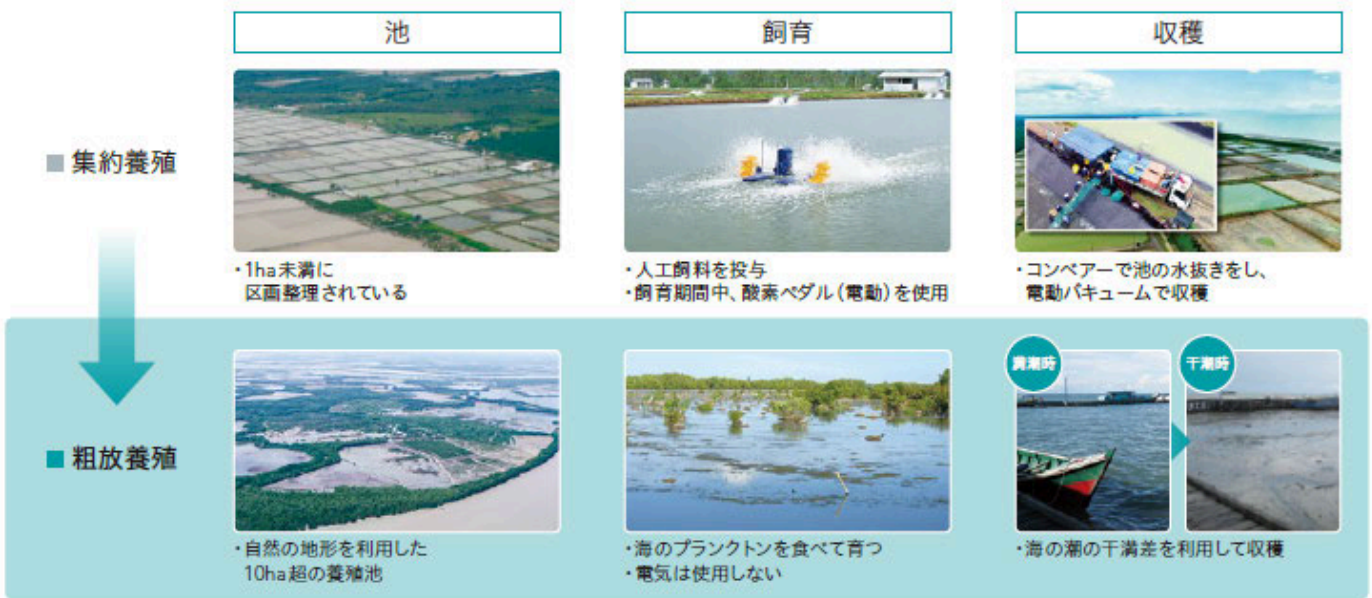 池
飼育
収穫
■ 集約養殖
・1ha未満に
区画整理されている
・人工飼料を投与
・飼育期間中、酸素ペダル（電動）を使用
・コンベアーで池の水抜きをし、
電動バキュームで収穫
■ 粗放養殖
満潮時
干潮時
・自然の地形を利用した
10ha超の養殖池
・海のプランクトンを食べて育つ
・電気は使用しない
・海の潮の干満差を利用して収穫